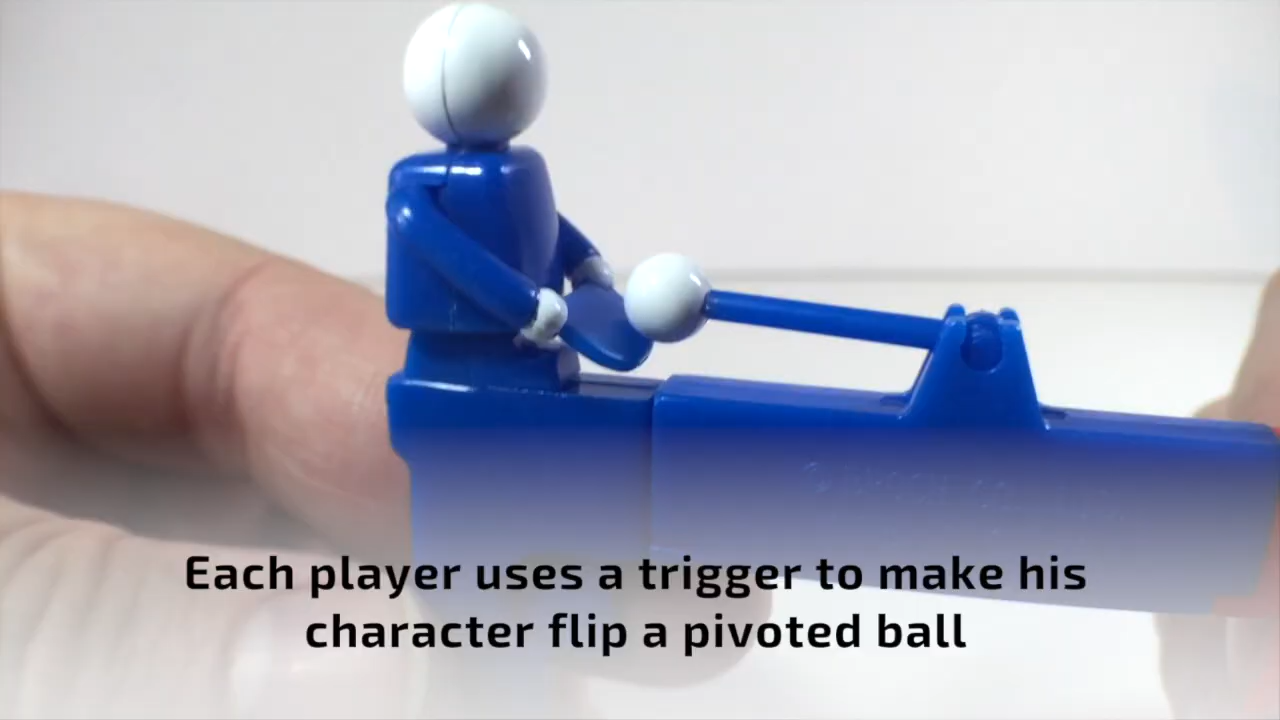 Each player uses a trigger to make his
character flip a pivoted ball